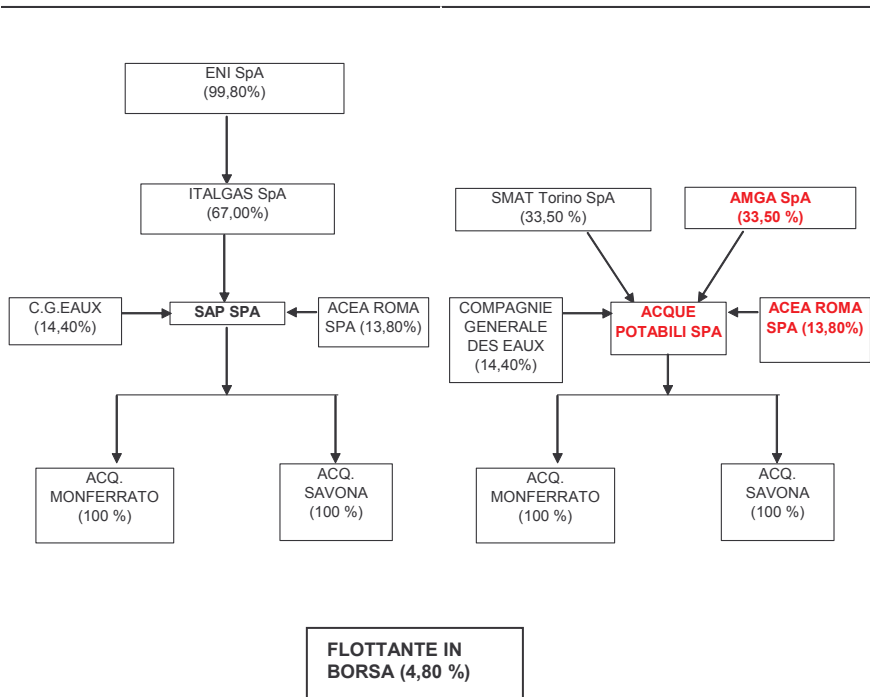 ENI SpA
(99,80%)
ITALGAS SpA
(67,00%)
C.G.EAUX
(14,40%)
SAP SPA
ACEA ROMA
SPA (13,80%)
ACQ.
MONFERRATO
(100 %)
ACQ.
SAVONA
(100 %)
SMAT Torino SpA
(33,50 %)
AMGA SpA
(33,50 %)
COMPAGNIE
GENERALE
DES EAUX
(14,40%)
ACQUE
POTABILI SPA
ACEA ROMA
SPA (13,80%)
ACQ.
MONFERRATO
(100 %)
ACQ.
SAVONA
(100 %)
FLOTTANTE IN
BORSA (4,80 %)